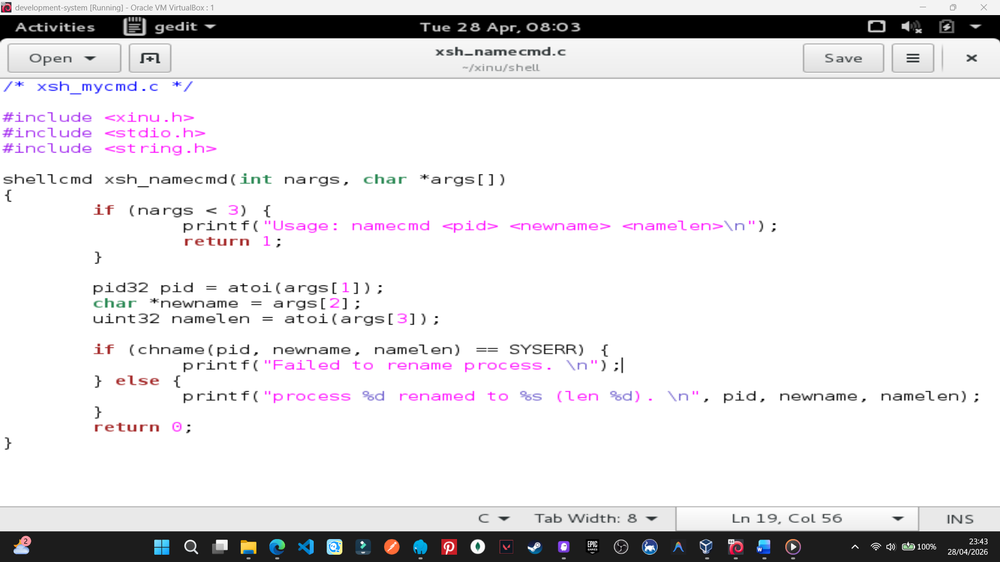 development-system [Running] - Oracle VM VirtualBox : 1
Activities gedit Tue 28 Apr, 08:03
Open xsh_namecmd.c Save
~/xinu/shell
/* xsh_mycmd.c */
#include <xinu.h>
#include <stdio.h>
#include <string.h>
shellcmd xsh_namecmd(int nargs, char *args[])
{
if (nargs < 3) {
printf("Usage: namecmd <pid> <newname> <namelen>\n");
return 1;
}
pid32 pid = atoi(args[1]);
char *newname = args[2];
uint32 namelen = atoi(args[3]);
if (chname(pid, newname, namelen) == SYSERR) {
printf("Failed to rename process. \n");
} else {
printf("process %d renamed to %s (len %d). \n", pid, newname, namelen);
}
return 0;
}
C Tab Width: 8 Ln 19, Col 56 INS
2 EPIC GAMES 64 W 100% 23:43
28/04/2026